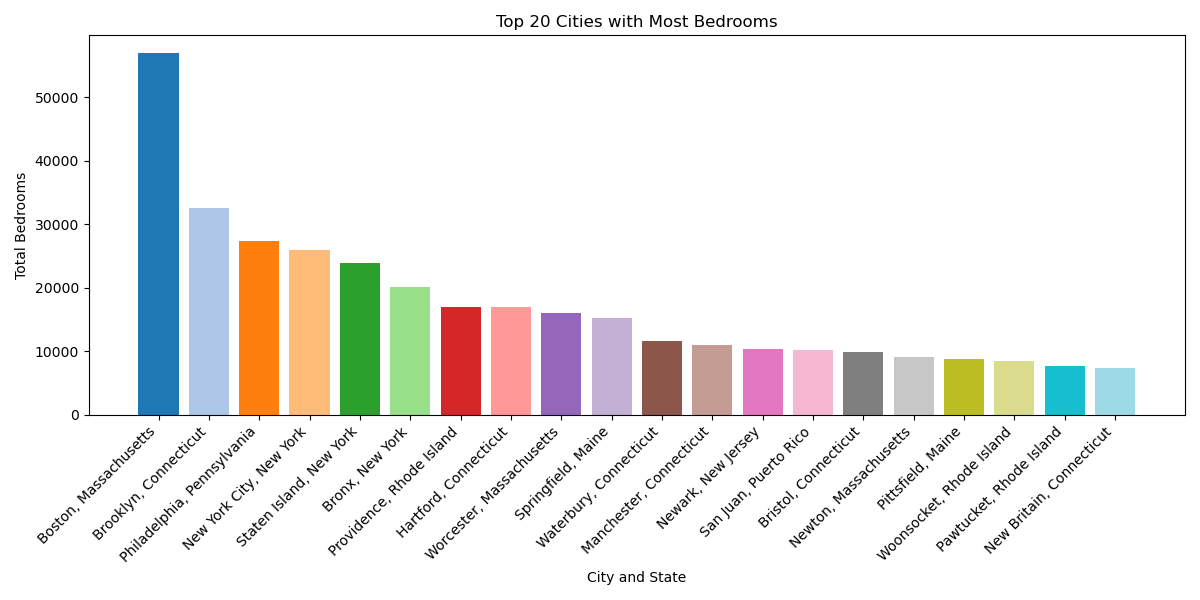 Top 20 Cities with Most Bedrooms
Total Bedrooms
50000
40000
30000
20000
10000
0
Boston, Massachusetts
Brooklyn, Connecticut
Philadelphia, Pennsylvania
New York City, New York
Staten Island, New York
Bronx, New York
Providence, Rhode Island
Hartford, Connecticut
Worcester, Massachusetts
Springfield, Maine
Waterbury, Connecticut
Manchester, Connecticut
Newark, New Jersey
San Juan, Puerto Rico
Bristol, Connecticut
Newton, Massachusetts
Pittsfield, Maine
Woonsocket, Rhode Island
Pawtucket, Rhode Island
New Britain, Connecticut
City and State